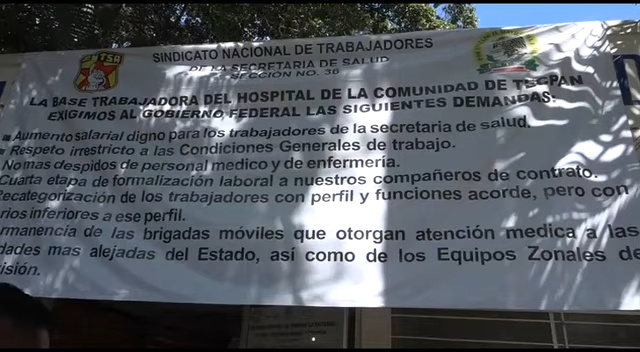 SNTSA
SINDICATO NACIONAL DE TRABAJADORES
DE LA SECRETARIA DE SALUD
SECCION NO. 36
LA BASE TRABAJADORA DEL HOSPITAL DE LA COMUNIDAD DE TECPAN
EXIGIMOS AL GOBIERNO FEDERAL LAS SIGUIENTES DEMANDAS:
Aumento salarial digno para los trabajadores de la secretaria de salud.
Respeto irrestricto a las Condiciones Generales de trabajo.
No mas despidos de personal medico y de enfermería.
Cuarta etapa de formalización laboral a nuestros compañeros de contrato.
Recategorización de los trabajadores con perfil y funciones acorde, pero con
rios inferiores a ese perfil.
rmanencia de las brigadas móviles que otorgan atención medica a las
dades mas alejadas del Estado, así como de los Equipos Zonales de
isión.